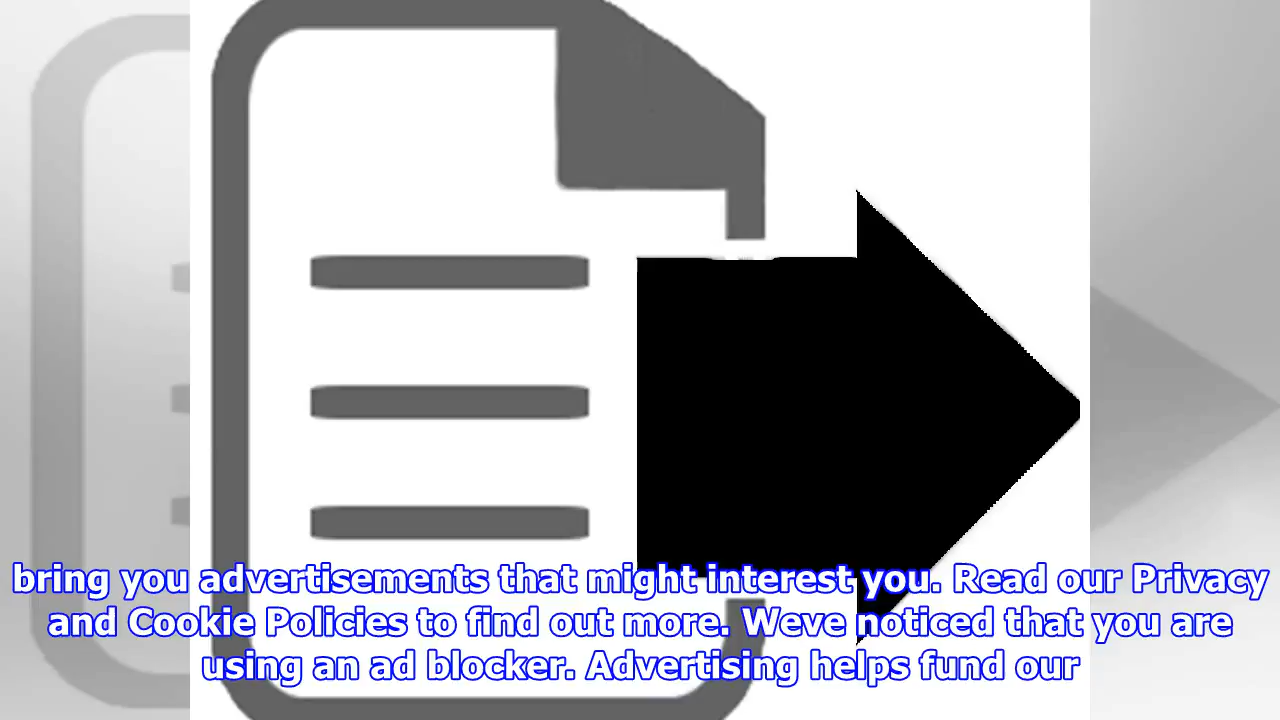 bring you advertisements that might interest you. Read our Privacy
and Cookie Policies to find out more. Weve noticed that you are
using an ad blocker. Advertising helps fund our